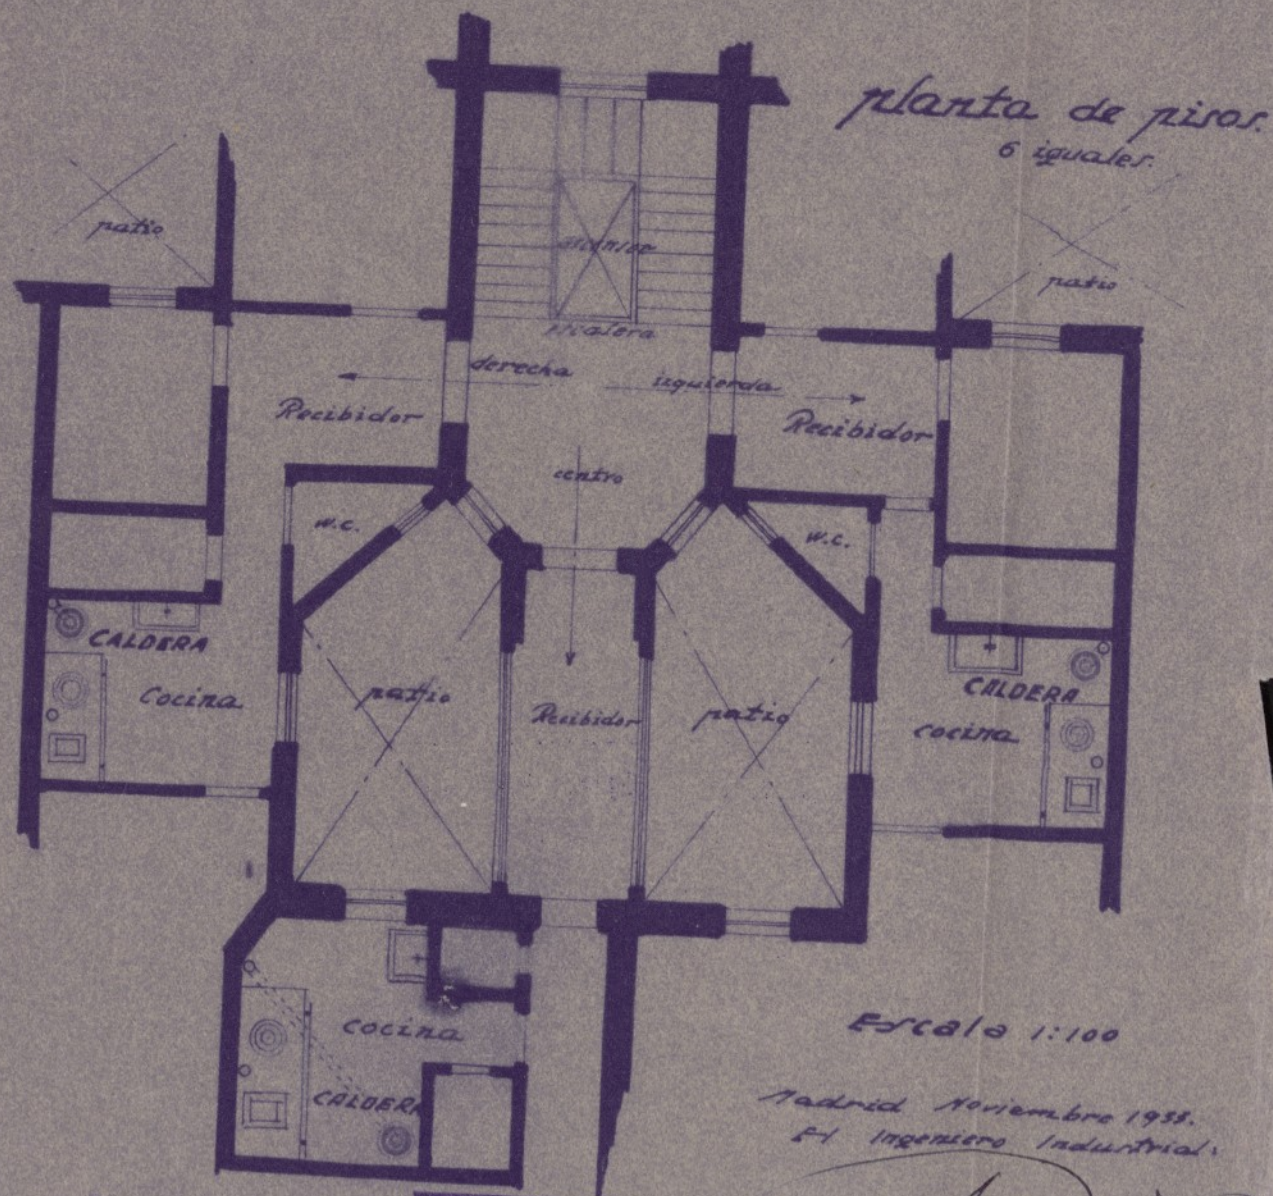 planta de pisos.
6 iguales.
patio
patio
ascensor
escalera
derecha
izquierda
Recibidor
Recibidor
centro
w.c.
w.c.
CALDERA
Cocina
patio
Recibidor
patio
CALDERA
cocina
cocina
CALDERA
Escala 1:100
Madrid Noviembre 1955.
El Ingeniero Industrial: